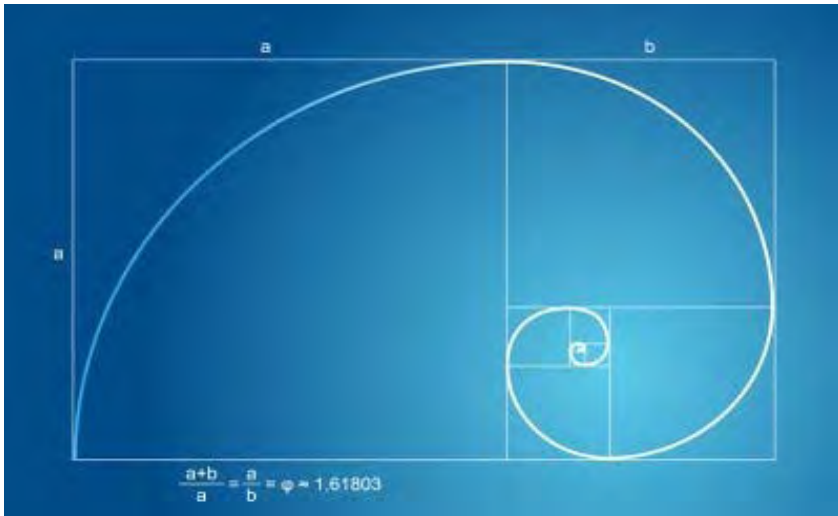 a b
a
a+b/a = a/b = φ ≈ 1.61803